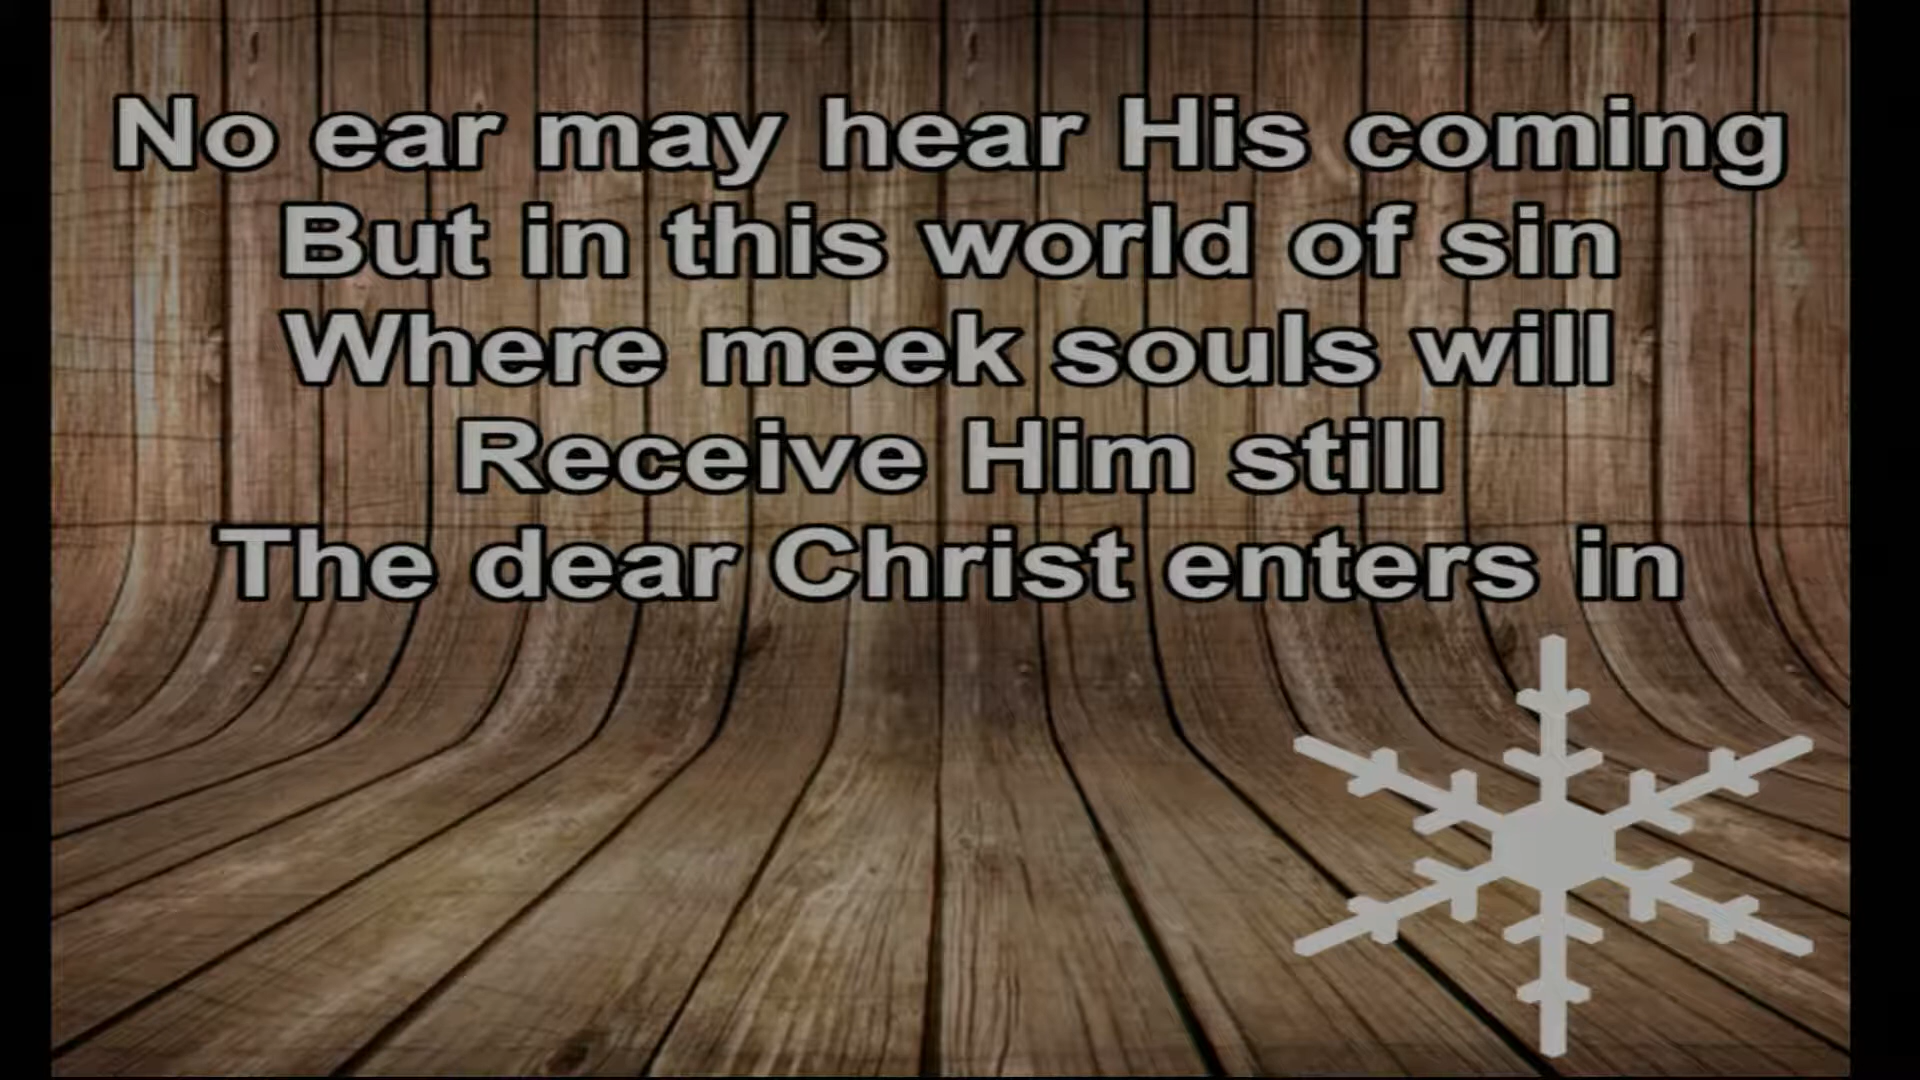 No ear may hear His coming
But in this world of sin
Where meek souls will
Receive Him still
The dear Christ enters in